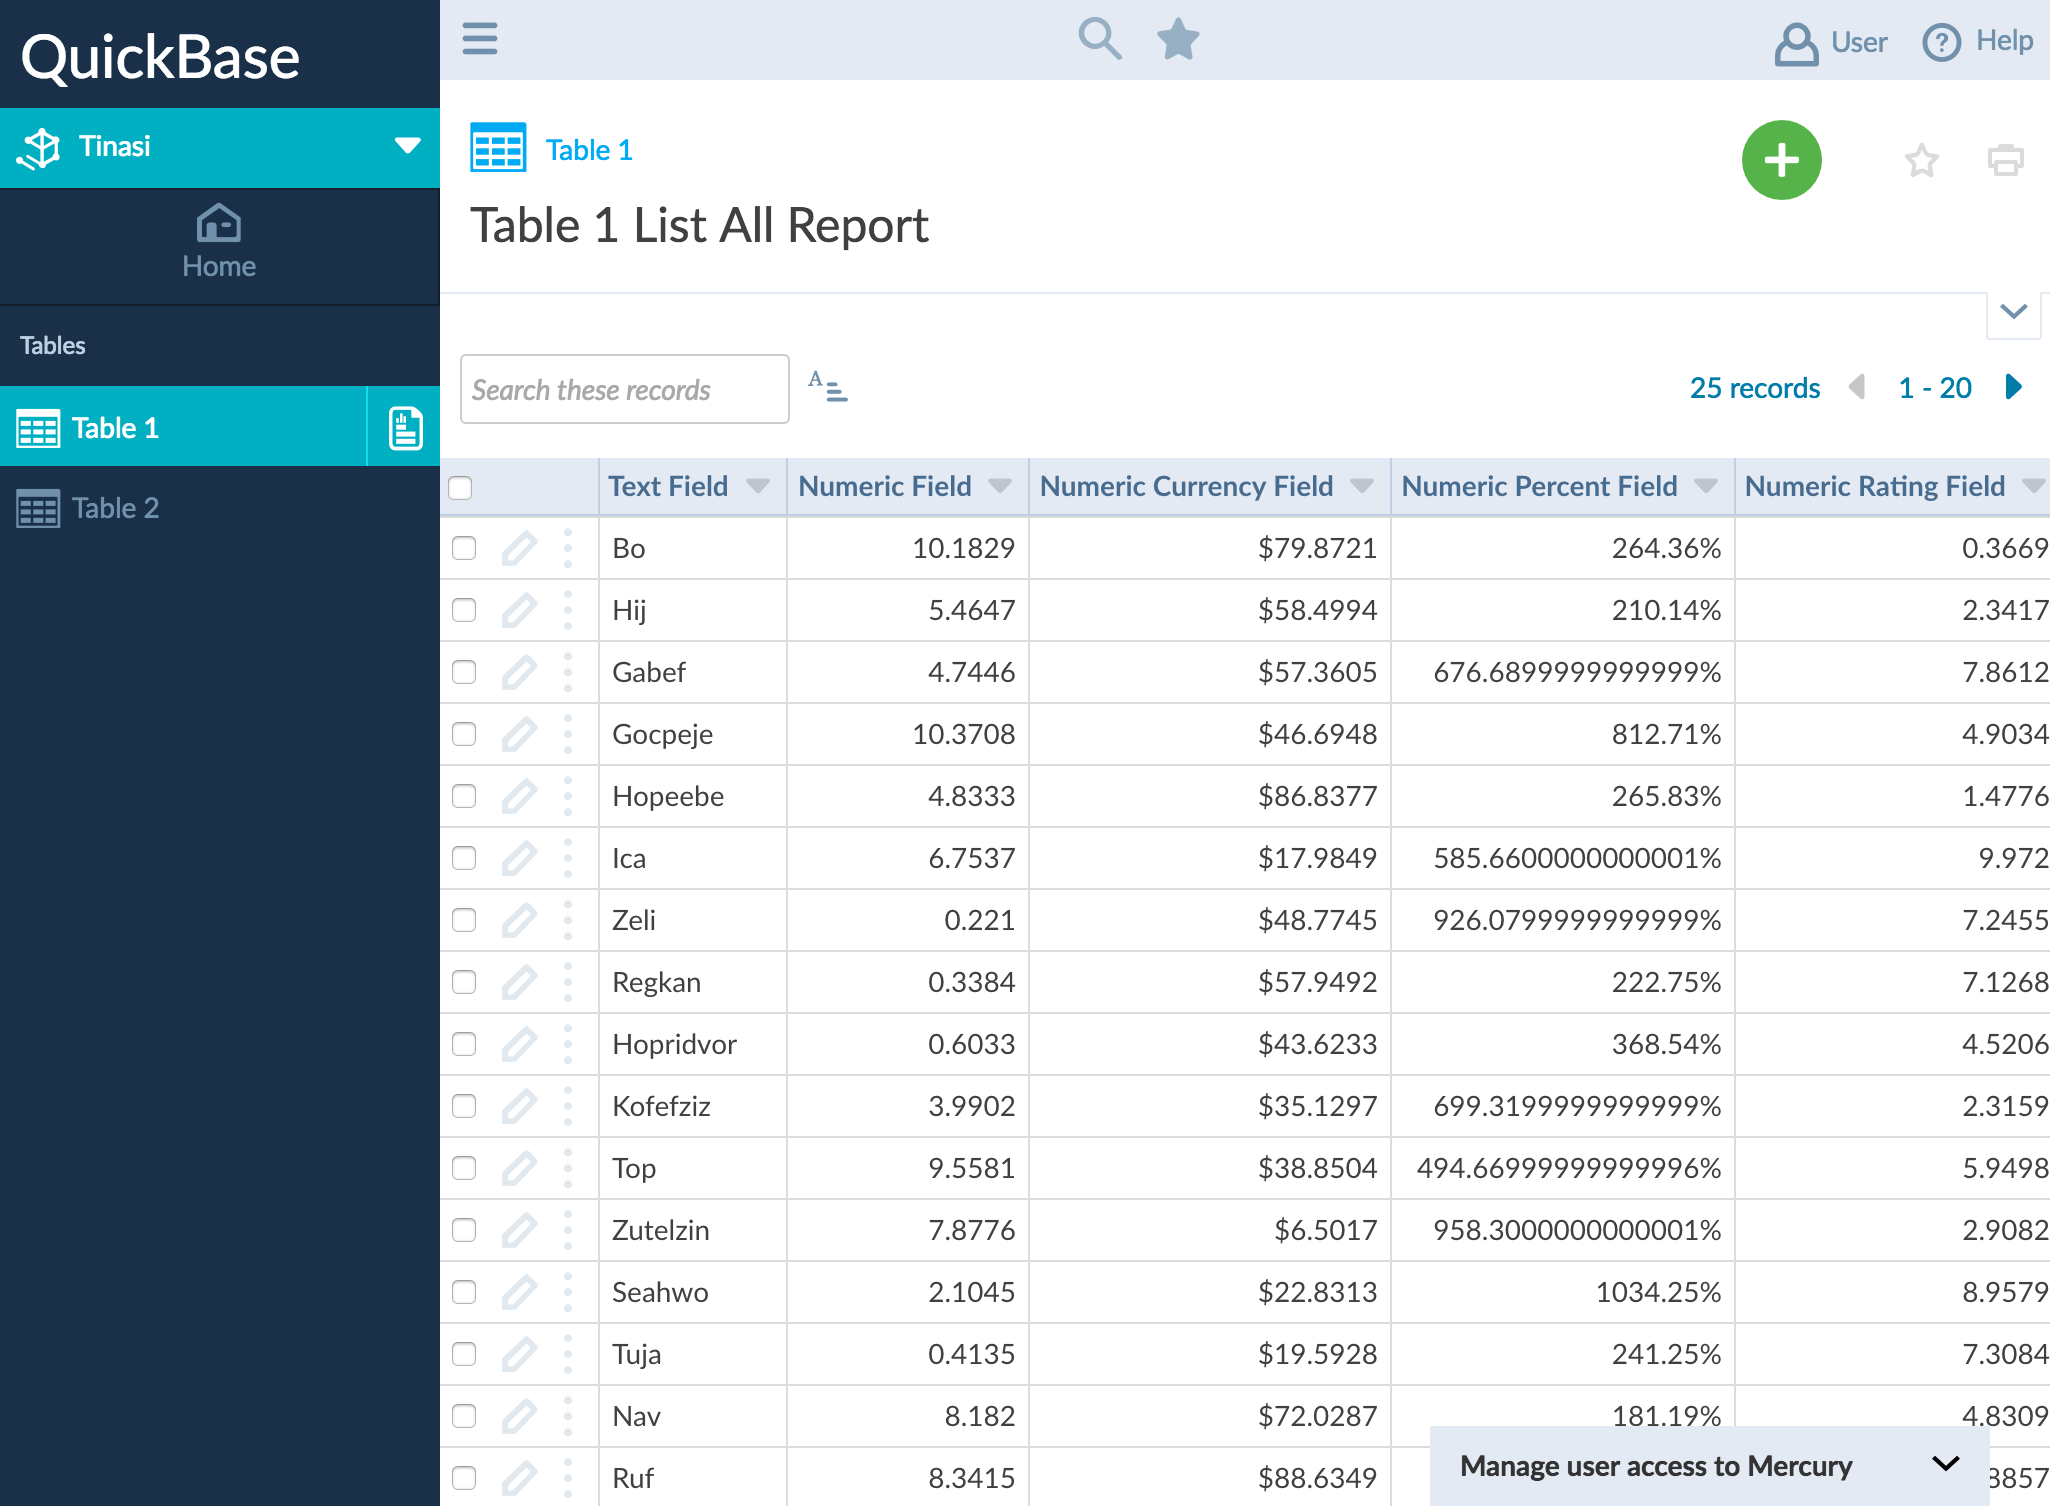 QuickBase
User
Help
Tinasi
Home
Tables
Table 1
Table 2
Table 1
Table 1 List All Report
Search these records
A
25 records 1 - 20
Text Field Numeric Field Numeric Currency Field Numeric Percent Field Numeric Rating Field
Bo 10.1829 $79.8721 264.36% 0.3669
Hij 5.4647 $58.4994 210.14% 2.3417
Gabef 4.7446 $57.3605 676.6899999999999% 7.8612
Gocpeje 10.3708 $46.6948 812.71% 4.9034
Hopeebe 4.8333 $86.8377 265.83% 1.4776
Ica 6.7537 $17.9849 585.6600000000001% 9.972
Zeli 0.221 $48.7745 926.0799999999999% 7.2455
Regkan 0.3384 $57.9492 222.75% 7.1268
Hopridvor 0.6033 $43.6233 368.54% 4.5206
Kofefziz 3.9902 $35.1297 699.3199999999999% 2.3159
Top 9.5581 $38.8504 494.66999999999996% 5.9498
Zutelzin 7.8776 $6.5017 958.3000000000001% 2.9082
Seahwo 2.1045 $22.8313 1034.25% 8.9579
Tuja 0.4135 $19.5928 241.25% 7.3084
Nav 8.182 $72.0287 181.19% 4.8309
Ruf 8.3415 $88.6349
Manage user access to Mercury